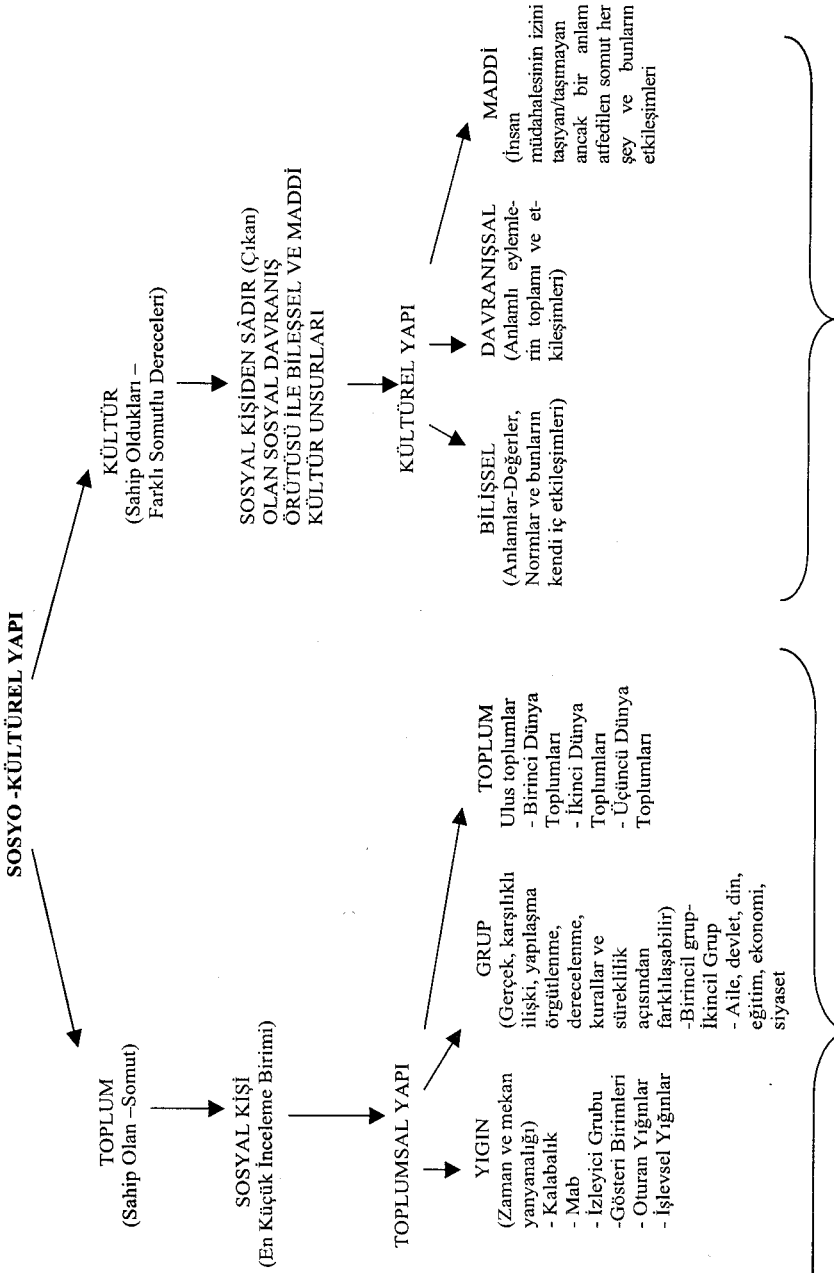 SOSYO -KÜLTÜREL YAPI
TOPLUM
(Sahip Olan –Somut)
SOSYAL KİŞİ
(En Küçük İnceleme Birimi)
TOPLUMSAL YAPI
YIGIN
(Zaman ve mekan
yanyanalığı)
- Kalabalık
- Mab
- İzleyici Grubu
-Gösteri Birimleri
- Oturan Yığınlar
- İşlevsel Yığınlar
GRUP
(Gerçek, karşılıklı
ilişki, yapılaşma
örgütlenme,
derecelenme,
kurallar ve
süreklilik
açısından
farklılaşabilir)
-Birincil grup-
İkincil Grup
- Aile, devlet, din,
eğitim, ekonomi,
siyaset
TOPLUM
Ulus toplumlar
- Birinci Dünya
Toplumları
- İkinci Dünya
Toplumları
- Üçüncü Dünya
Toplumları
KÜLTÜR
(Sahip Oldukları –
Farklı Somutlu Dereceleri)
SOSYAL KİŞİDEN SÂDIR (Çıkan)
OLAN SOSYAL DAVRANIŞ
ÖRÜTÜSÜ İLE BİLEŞSEL VE MADDİ
KÜLTÜR UNSURLARI
KÜLTÜREL YAPI
BİLİŞSEL
(Anlamlar-Değerler,
Normlar ve bunların
kendi iç etkileşimleri)
DAVRANIŞSAL
(Anlamlı eylemle-
rin toplamı ve et-
kileşimleri)
MADDİ
(İnsan
müdahalesinin izini
taşıyan/taşımayan
ancak bir anlam
atfedilen somut her
şey ve bunların
etkileşimleri